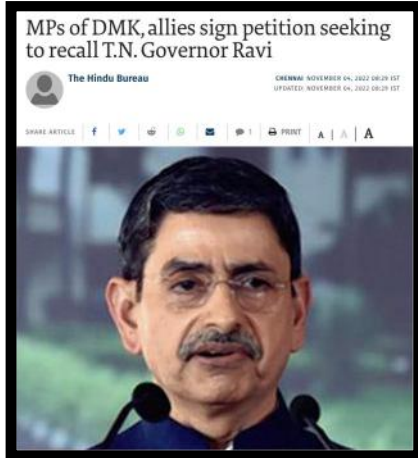 MPs of DMK, allies sign petition seeking
to recall T.N. Governor Ravi
The Hindu Bureau
CHENNAI NOVEMBER 04, 2022 08:29 IST
UPDATED: NOVEMBER 04, 2022 08:29 IST
SHARE ARTICLE 1 PRINT A | A | A